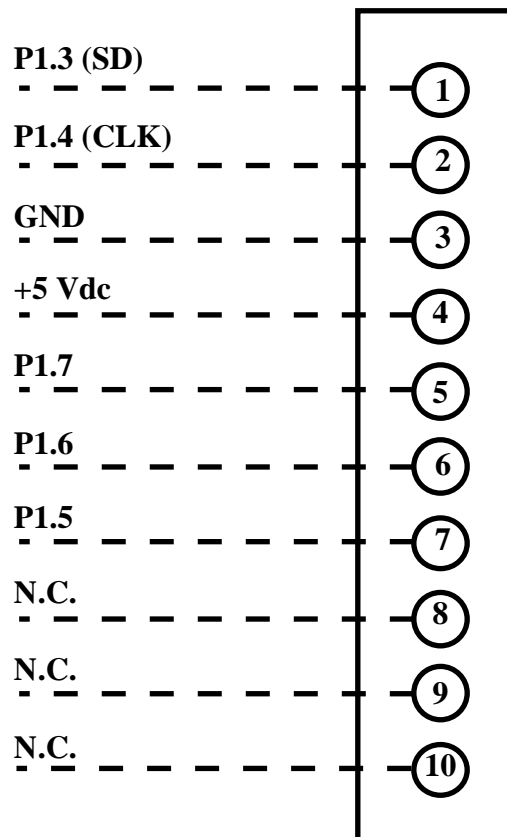 P1.3 (SD)
1
P1.4 (CLK)
2
GND
3
+5 Vdc
4
P1.7
5
P1.6
6
P1.5
7
N.C.
8
N.C.
9
N.C.
10